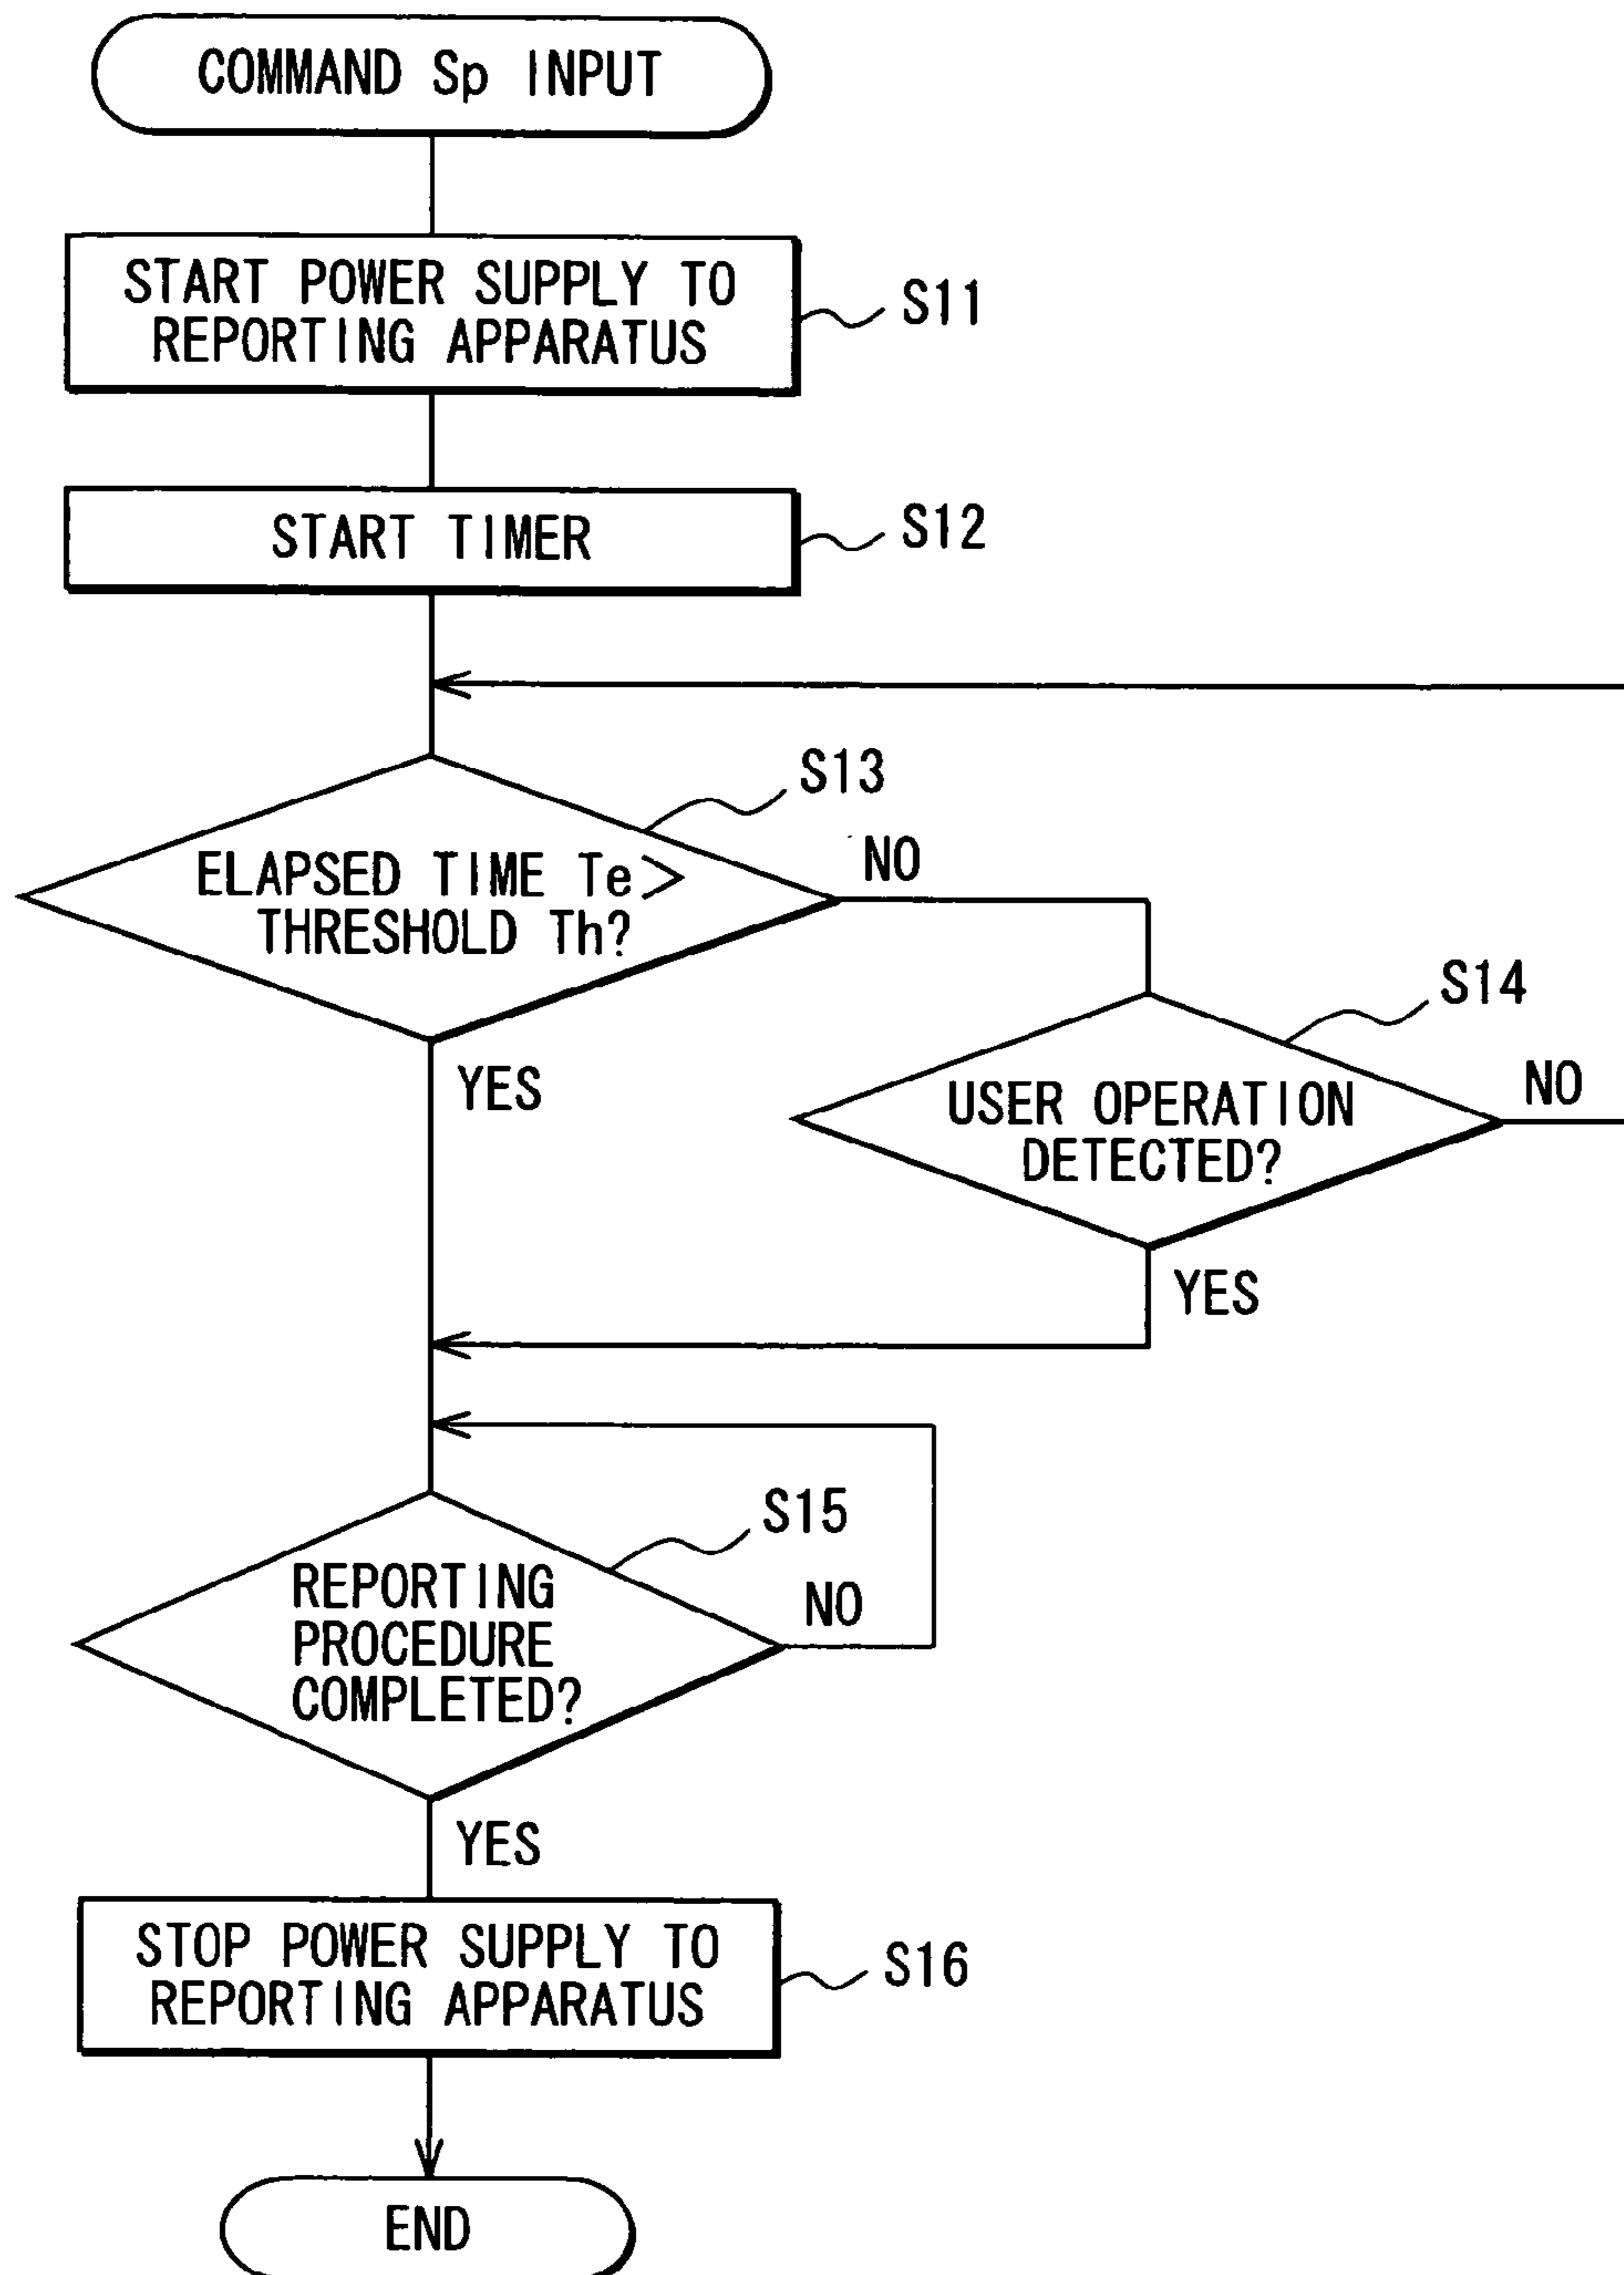 COMMAND Sp INPUT
START POWER SUPPLY TO
REPORTING APPARATUS
S11
START TIMER
S12
S13
ELAPSED TIME Te>
THRESHOLD Th?
NO
YES
S14
USER OPERATION
DETECTED?
NO
YES
S15
REPORTING
PROCEDURE
COMPLETED?
NO
YES
STOP POWER SUPPLY TO
REPORTING APPARATUS
S16
END